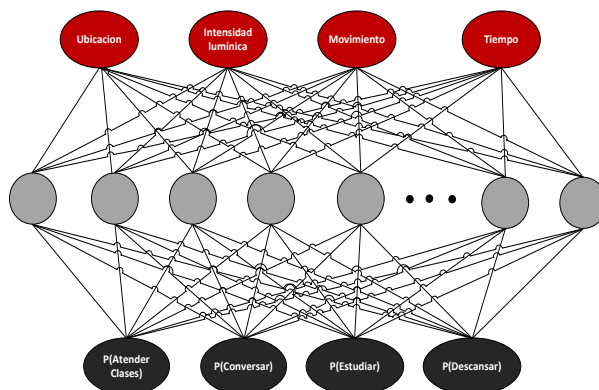 Ubicacion
Intensidad
lumínica
Movimiento
Tiempo
P(Atender
Clases)
P(Conversar)
P(Estudiar)
P(Descansar)